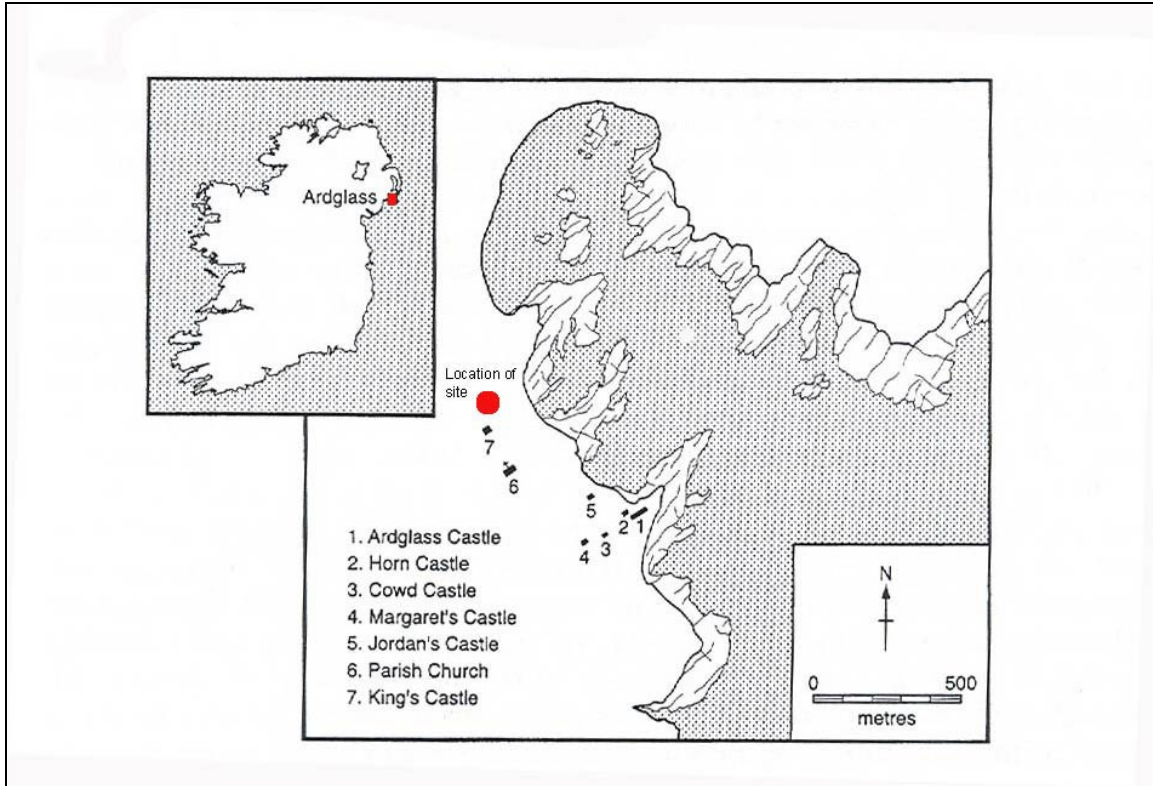 Ardglass
Location of
site
7
6
5
2
1
4
3
1. Ardglass Castle
2. Horn Castle
3. Cowd Castle
4. Margaret's Castle
5. Jordan's Castle
6. Parish Church
7. King's Castle
N
0 500
metres